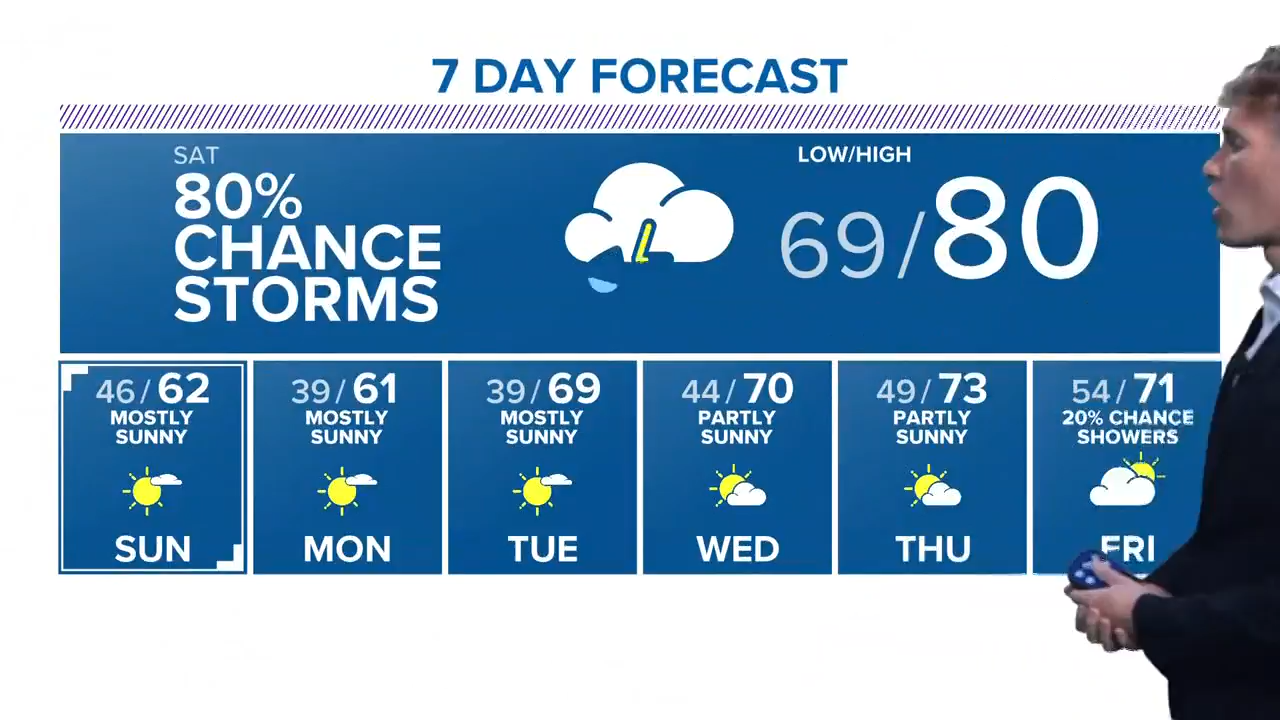 7 DAY FORECAST
SAT
80%
CHANCE
STORMS
LOW/HIGH
69/80
46/62
MOSTLY
SUNNY
SUN
39/61
MOSTLY
SUNNY
MON
39/69
MOSTLY
SUNNY
TUE
44/70
PARTLY
SUNNY
WED
49/73
PARTLY
SUNNY
THU
54/71
20% CHANCE
SHOWERS
FRI